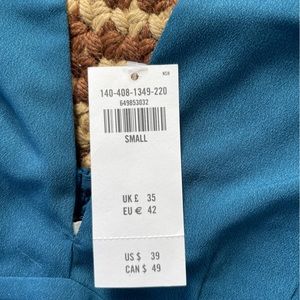 140-408-1349-220
649853032
SMALL
UK £ 35
EU € 42
US $ 39
CAN $ 49